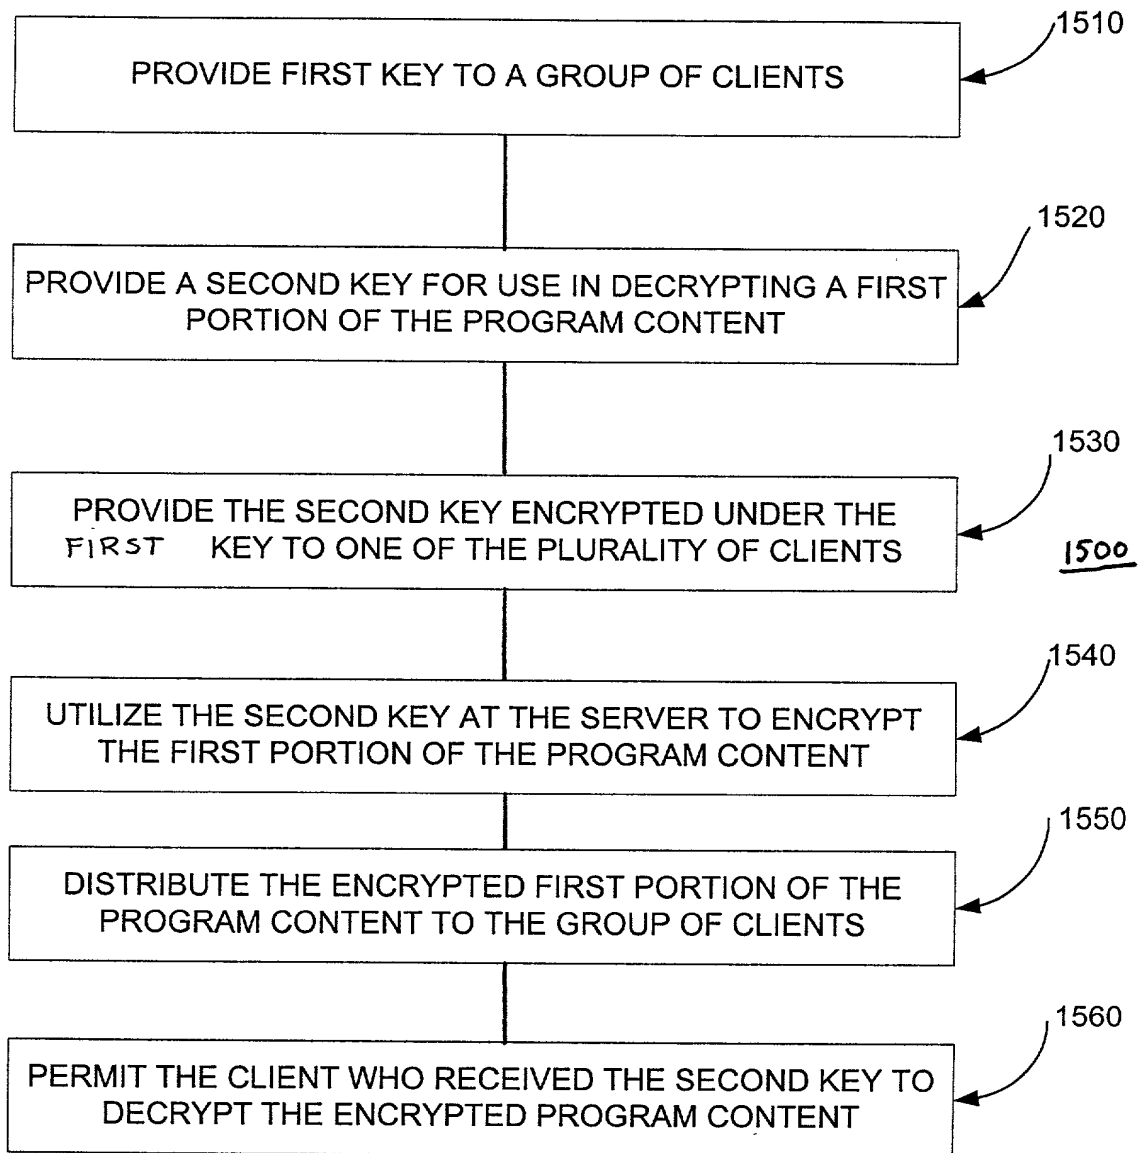 1510
PROVIDE FIRST KEY TO A GROUP OF CLIENTS
1520
PROVIDE A SECOND KEY FOR USE IN DECRYPTING A FIRST
PORTION OF THE PROGRAM CONTENT
1530
PROVIDE THE SECOND KEY ENCRYPTED UNDER THE
FIRST KEY TO ONE OF THE PLURALITY OF CLIENTS
1500
1540
UTILIZE THE SECOND KEY AT THE SERVER TO ENCRYPT
THE FIRST PORTION OF THE PROGRAM CONTENT
1550
DISTRIBUTE THE ENCRYPTED FIRST PORTION OF THE
PROGRAM CONTENT TO THE GROUP OF CLIENTS
1560
PERMIT THE CLIENT WHO RECEIVED THE SECOND KEY TO
DECRYPT THE ENCRYPTED PROGRAM CONTENT